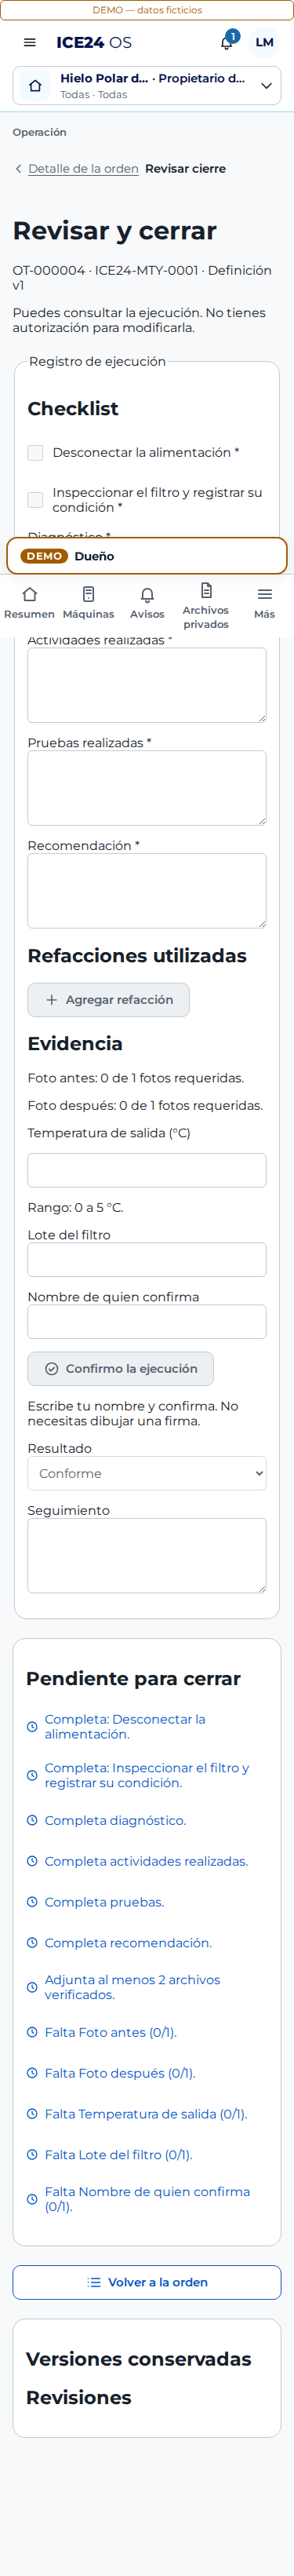 DEMO — datos ficticios
ICE24 OS
1
LM
Hielo Polar d... · Propietario d...
Todas · Todas
Operación
Detalle de la orden Revisar cierre
Revisar y cerrar
OT-000004 · ICE24-MTY-0001 · Definición
v1
Puedes consultar la ejecución. No tienes
autorización para modificarla.
Registro de ejecución
Checklist
Desconectar la alimentación *
Inspeccionar el filtro y registrar su
condición *
Diagnóstico *
DEMO Dueño
Resumen
Máquinas
Avisos
Archivos
privados
Más
Actividades realizadas *
Pruebas realizadas *
Recomendación *
Refacciones utilizadas
Agregar refacción
Evidencia
Foto antes: 0 de 1 fotos requeridas.
Foto después: 0 de 1 fotos requeridas.
Temperatura de salida (°C)
Rango: 0 a 5 °C.
Lote del filtro
Nombre de quien confirma
Confirmo la ejecución
Escribe tu nombre y confirma. No
necesitas dibujar una firma.
Resultado
Conforme
Seguimiento
Pendiente para cerrar
Completa: Desconectar la
alimentación.
Completa: Inspeccionar el filtro y
registrar su condición.
Completa diagnóstico.
Completa actividades realizadas.
Completa pruebas.
Completa recomendación.
Adjunta al menos 2 archivos
verificados.
Falta Foto antes (0/1).
Falta Foto después (0/1).
Falta Temperatura de salida (0/1).
Falta Lote del filtro (0/1).
Falta Nombre de quien confirma
(0/1).
Volver a la orden
Versiones conservadas
Revisiones